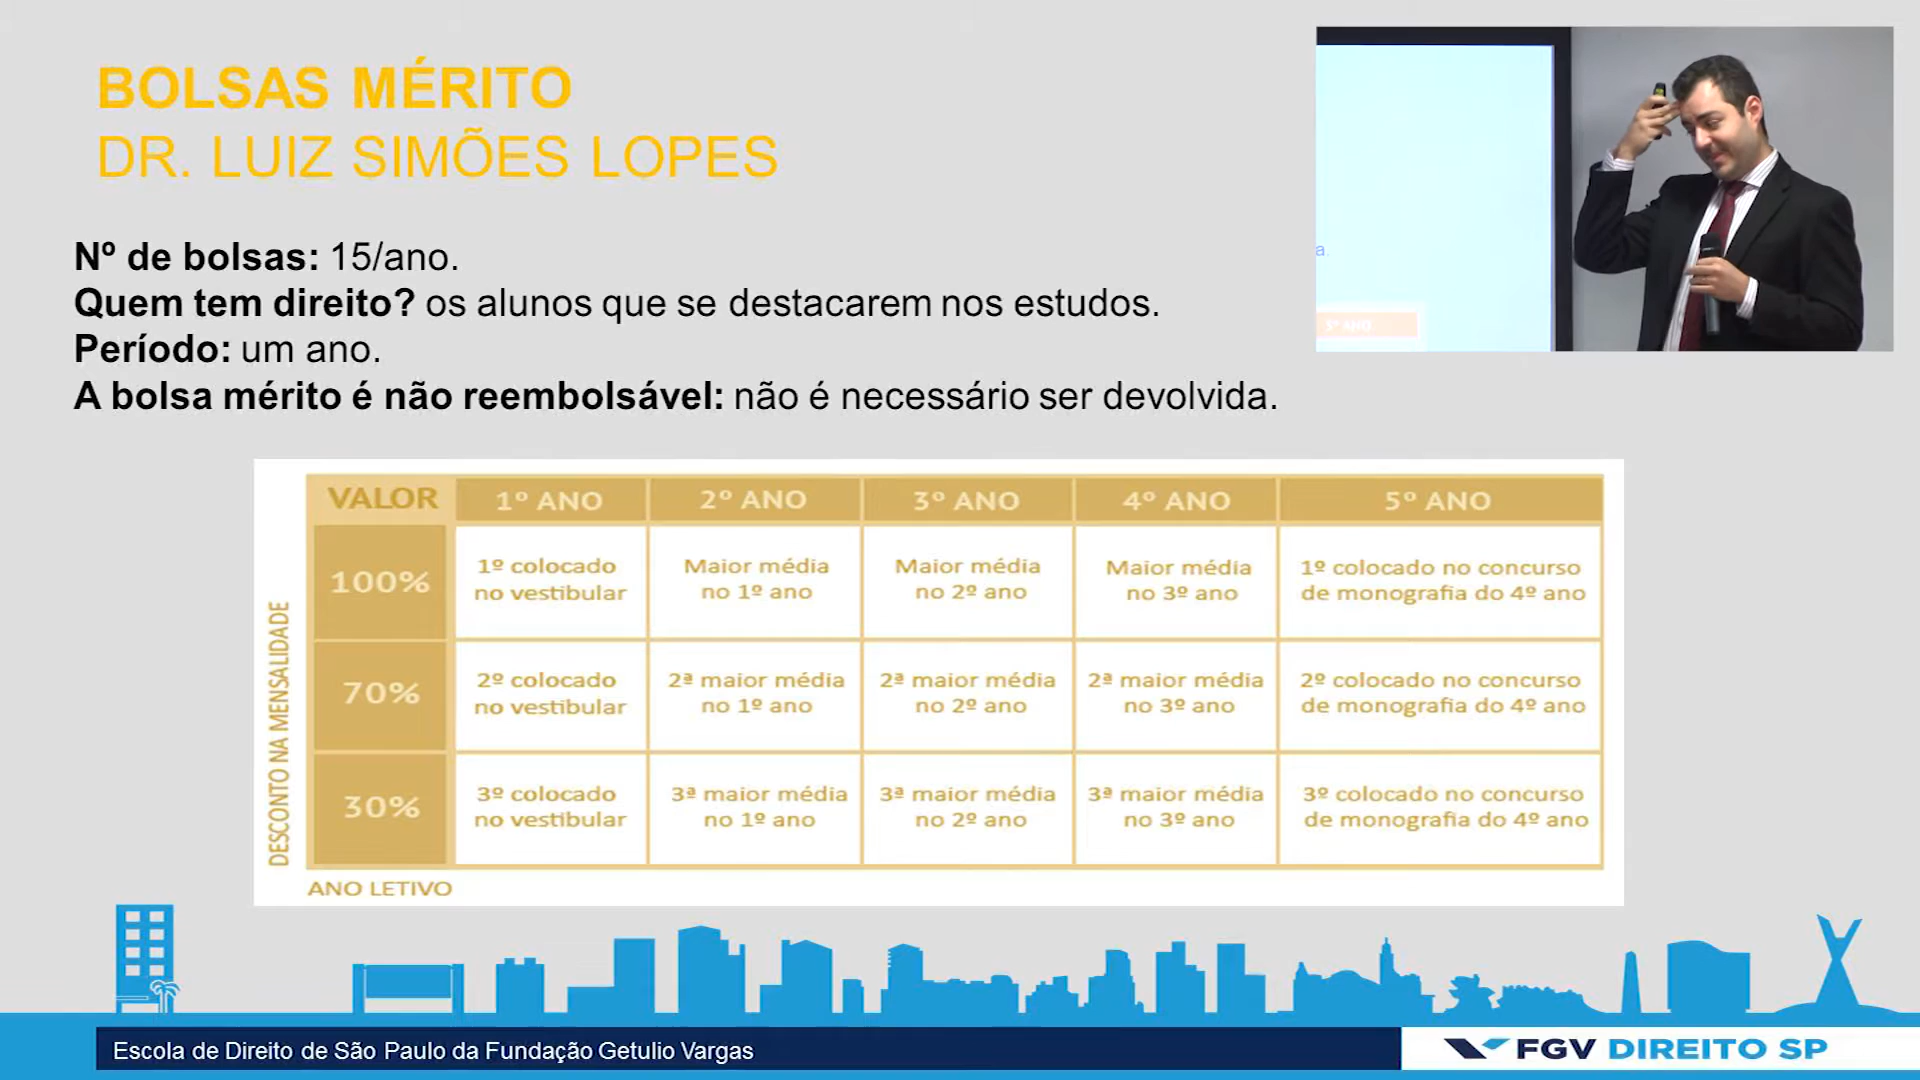 BOLSAS MÉRITO
DR. LUIZ SIMÕES LOPES
Nº de bolsas: 15/ano.
Quem tem direito? os alunos que se destacarem nos estudos.
Período: um ano.
A bolsa mérito é não reembolsável: não é necessário ser devolvida.
a.
5º ANO
VALOR 1º ANO 2º ANO 3º ANO 4º ANO 5º ANO
DESCONTO NA MENSALIDADE
100%
1º colocado
no vestibular
Maior média
no 1º ano
Maior média
no 2º ano
Maior média
no 3º ano
1º colocado no concurso
de monografia do 4º ano
70%
2º colocado
no vestibular
2ª maior média
no 1º ano
2ª maior média
no 2º ano
2ª maior média
no 3º ano
2º colocado no concurso
de monografia do 4º ano
30%
3º colocado
no vestibular
3ª maior média
no 1º ano
3ª maior média
no 2º ano
3ª maior média
no 3º ano
3º colocado no concurso
de monografia do 4º ano
ANO LETIVO
Escola de Direito de São Paulo da Fundação Getulio Vargas
FGV DIREITO SP